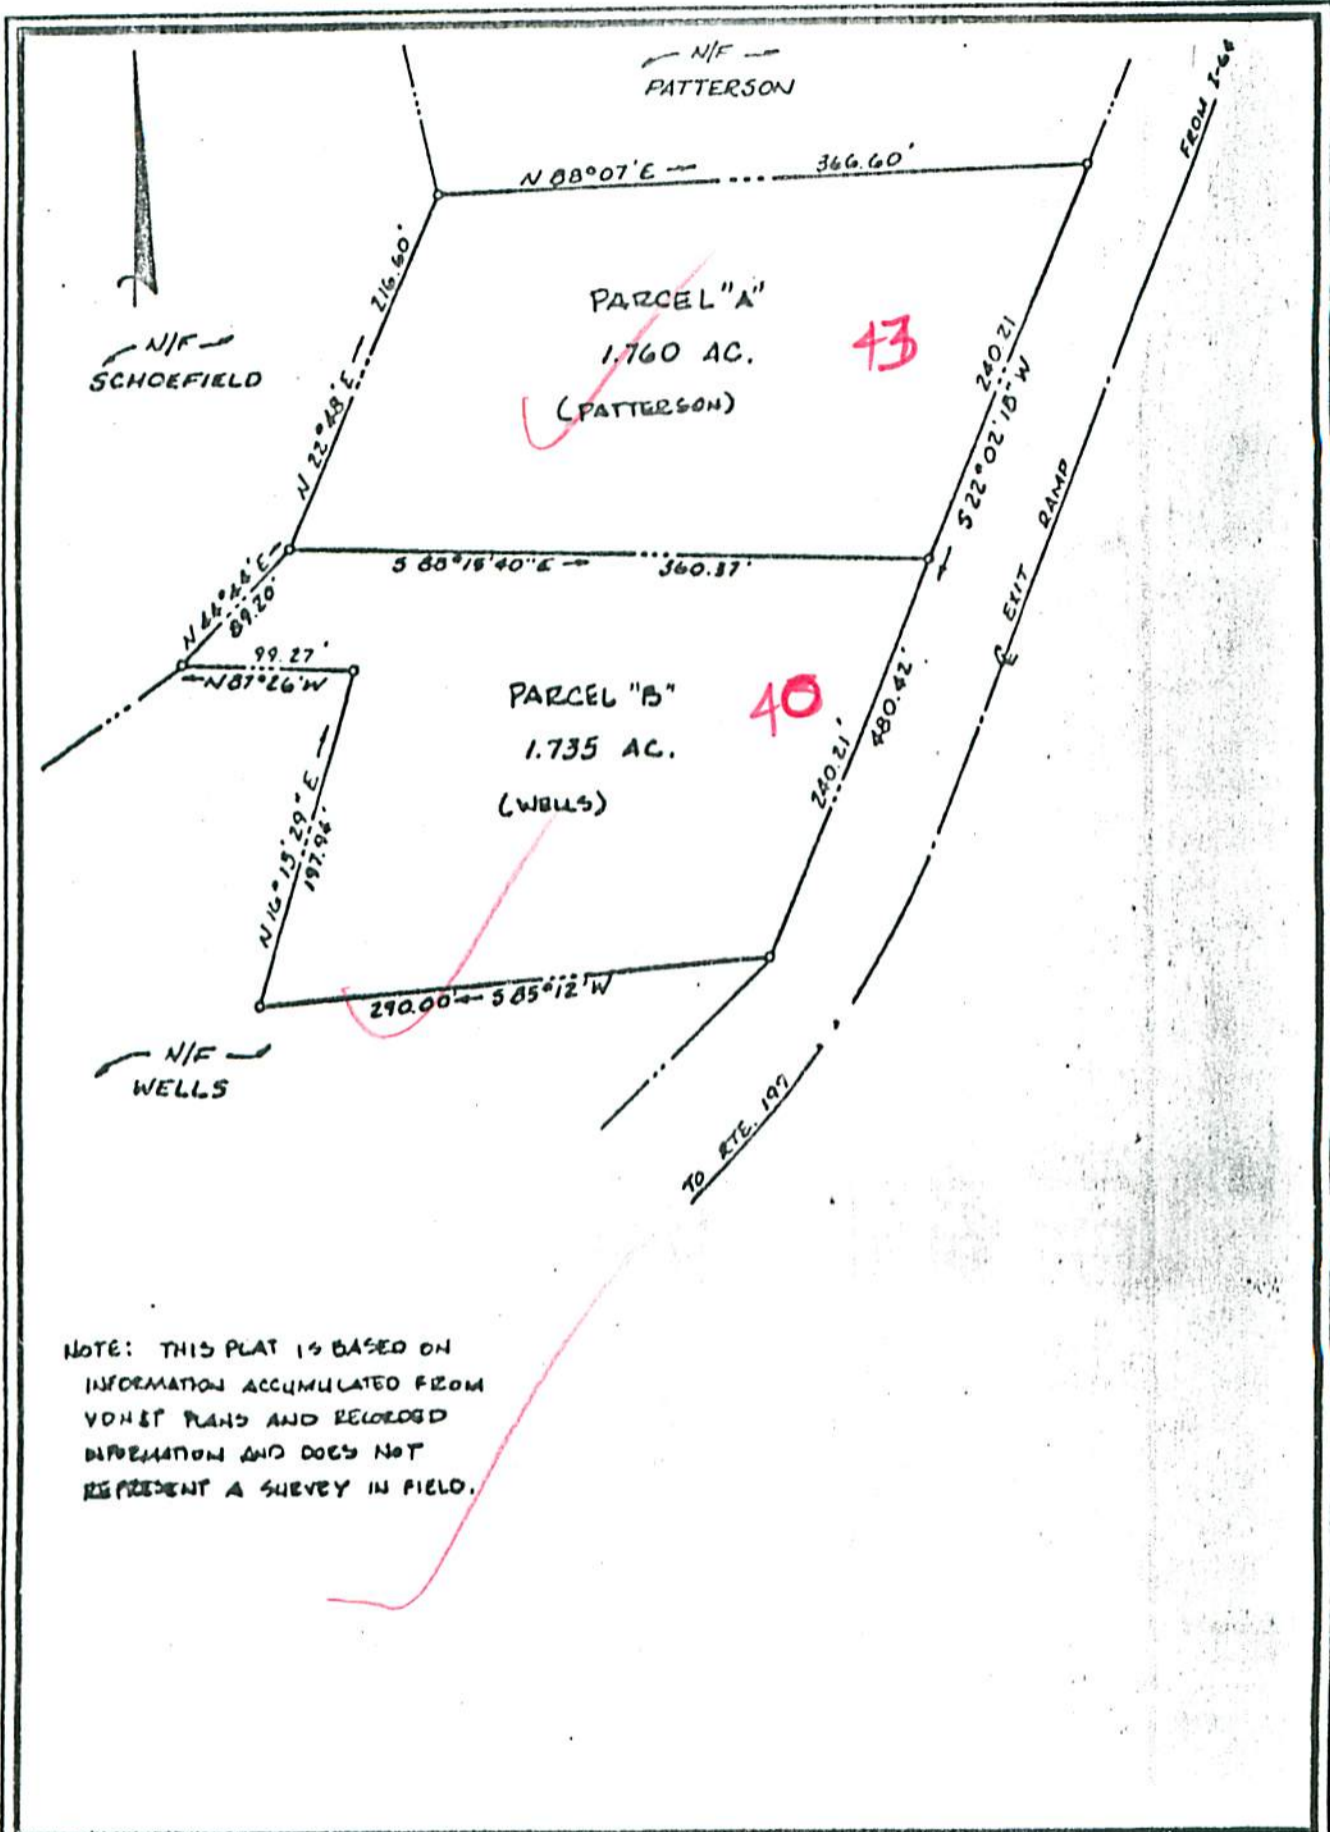 N/F
PATTERSON
FROM I-66
N 88°07'E
366.60'
216.60'
N 22°48'E
PARCEL "A"
1.760 AC.
(PATTERSON)
43
N/F
SCHOEFIELD
240.21
S 22°02'18" W
S 88°15'40" E
360.37'
N 44°44'E
89.20'
99.27'
N 87°26'W
PARCEL "B"
1.735 AC.
(WELLS)
40
240.21'
480.42'
℄ EXIT RAMP
N 16°15'29" E
197.96'
290.00'
S 85°12'W
N/F
WELLS
TO RTE. 197
NOTE: THIS PLAT IS BASED ON
INFORMATION ACCUMULATED FROM
VDH&T PLANS AND RECORDED
INFORMATION AND DOES NOT
REPRESENT A SURVEY IN FIELD.